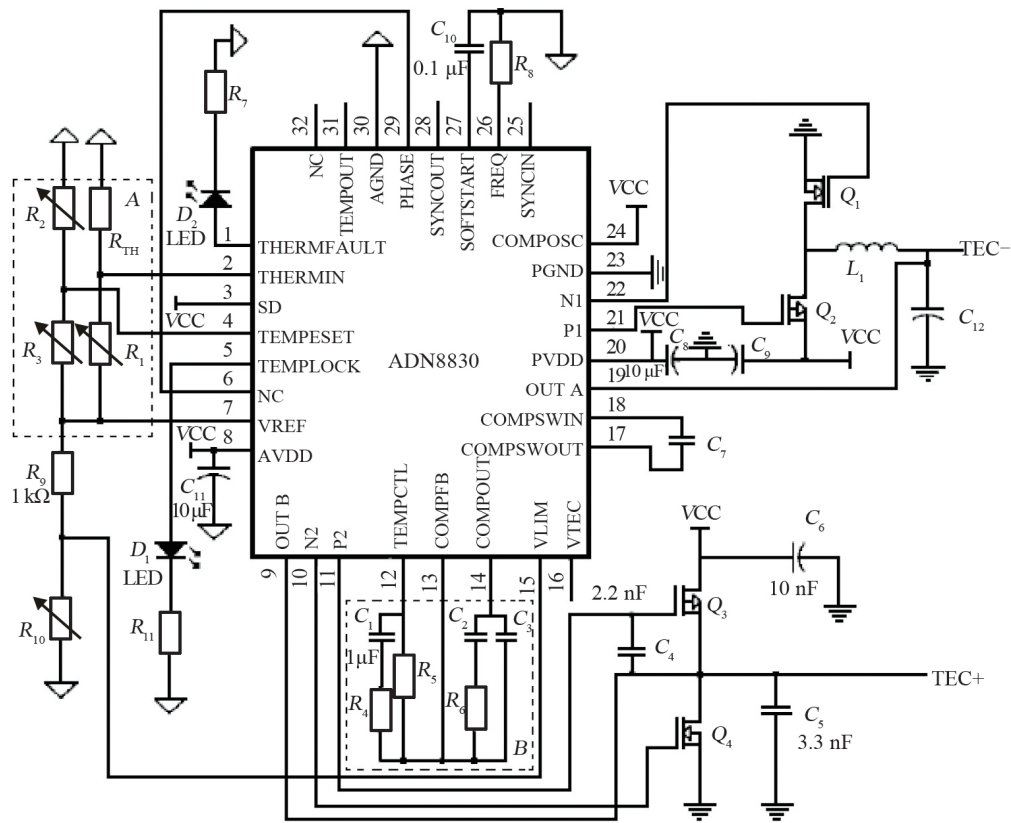 C₁₀
0.1 μF
R₈
R₇
32
31
30
29
28
27
26
25
NC
TEMPOUT
AGND
PHASE
SYNCOUT
SOFTSTART
FREQ
SYNCIN
A
R₂
R_TH
R₃
R₁
D₂
LED
1
THERMFAULT
2
THERMIN
3
SD
VCC
4
TEMPESET
5
TEMPLOCK
6
NC
7
VREF
8
AVDD
VCC
C₁₁
10 μF
ADN8830
COMPOSC
24
VCC
PGND
23
N1
22
P1
21
PVDD
20
OUT A
19
COMPSWIN
18
COMPSWOUT
17
VCC
C₈
10 μF
C₉
VCC
Q₁
Q₂
L₁
TEC−
C₁₂
C₇
R₉
1 kΩ
R₁₀
D₁
LED
R₁₁
OUT B
N2
P2
TEMPCTL
COMPFB
COMPOUT
VLIM
VTEC
9
10
11
12
13
14
15
16
C₁
1μF
R₄
R₅
C₂
C₃
R₆
B
VCC
C₆
10 nF
2.2 nF
Q₃
C₄
TEC+
Q₄
C₅
3.3 nF